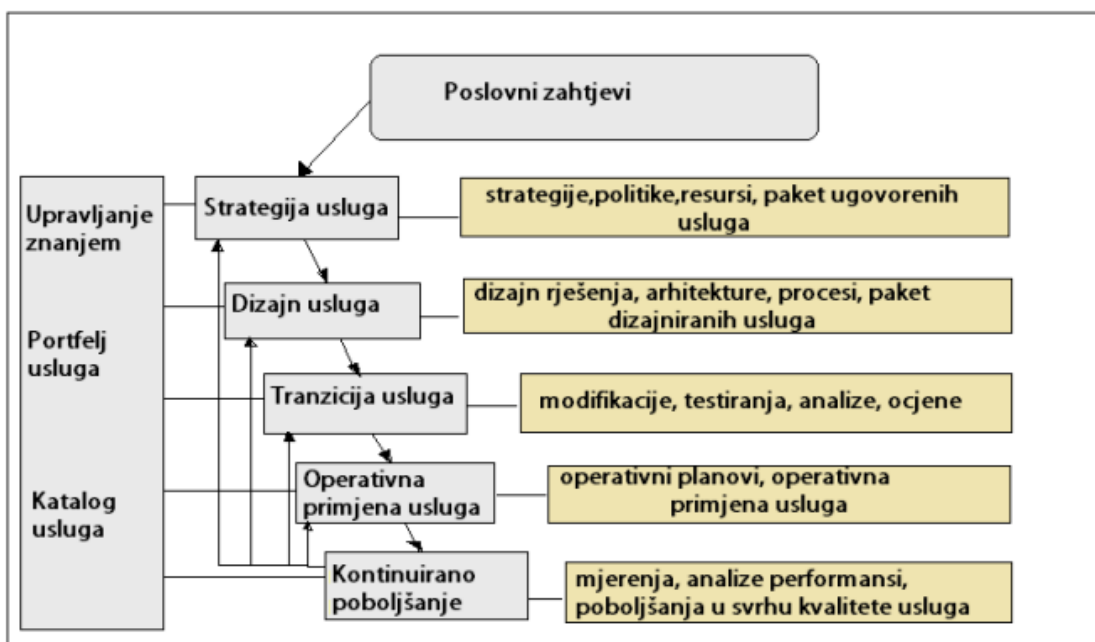 Poslovni zahtjevi
Upravljanje
znanjem
Portfelj
usluga
Katalog
usluga
Strategija usluga
strategije,politike,resursi, paket ugovorenih
usluga
Dizajn usluga
dizajn rješenja, arhitekture, procesi, paket
dizajniranih usluga
Tranzicija usluga
modifikacije, testiranja, analize, ocjene
Operativna
primjena usluga
operativni planovi, operativna
primjena usluga
Kontinuirano
poboljšanje
mjerenja, analize performansi,
poboljšanja u svrhu kvalitete usluga